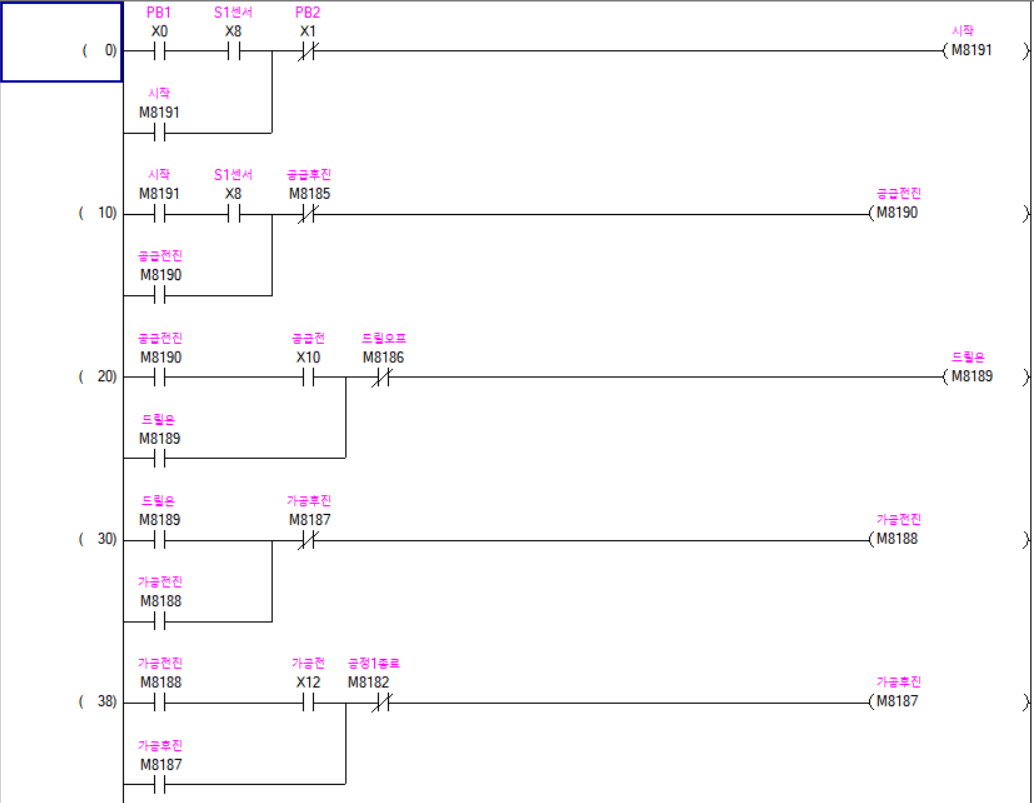 PB1 S1센서 PB2
X0 X8 X1 시작
( 0) ( M8191 )
시작
M8191
시작 S1센서 공급후진
M8191 X8 M8185 공급전진
( 10) ( M8190 )
공급전진
M8190
공급전진 공급전 드릴오프
M8190 X10 M8186 드릴온
( 20) ( M8189 )
드릴온
M8189
드릴온 가공후진
M8189 M8187 가공전진
( 30) ( M8188 )
가공전진
M8188
가공전진 가공전 공정1종료
M8188 X12 M8182 가공후진
( 38) ( M8187 )
가공후진
M8187